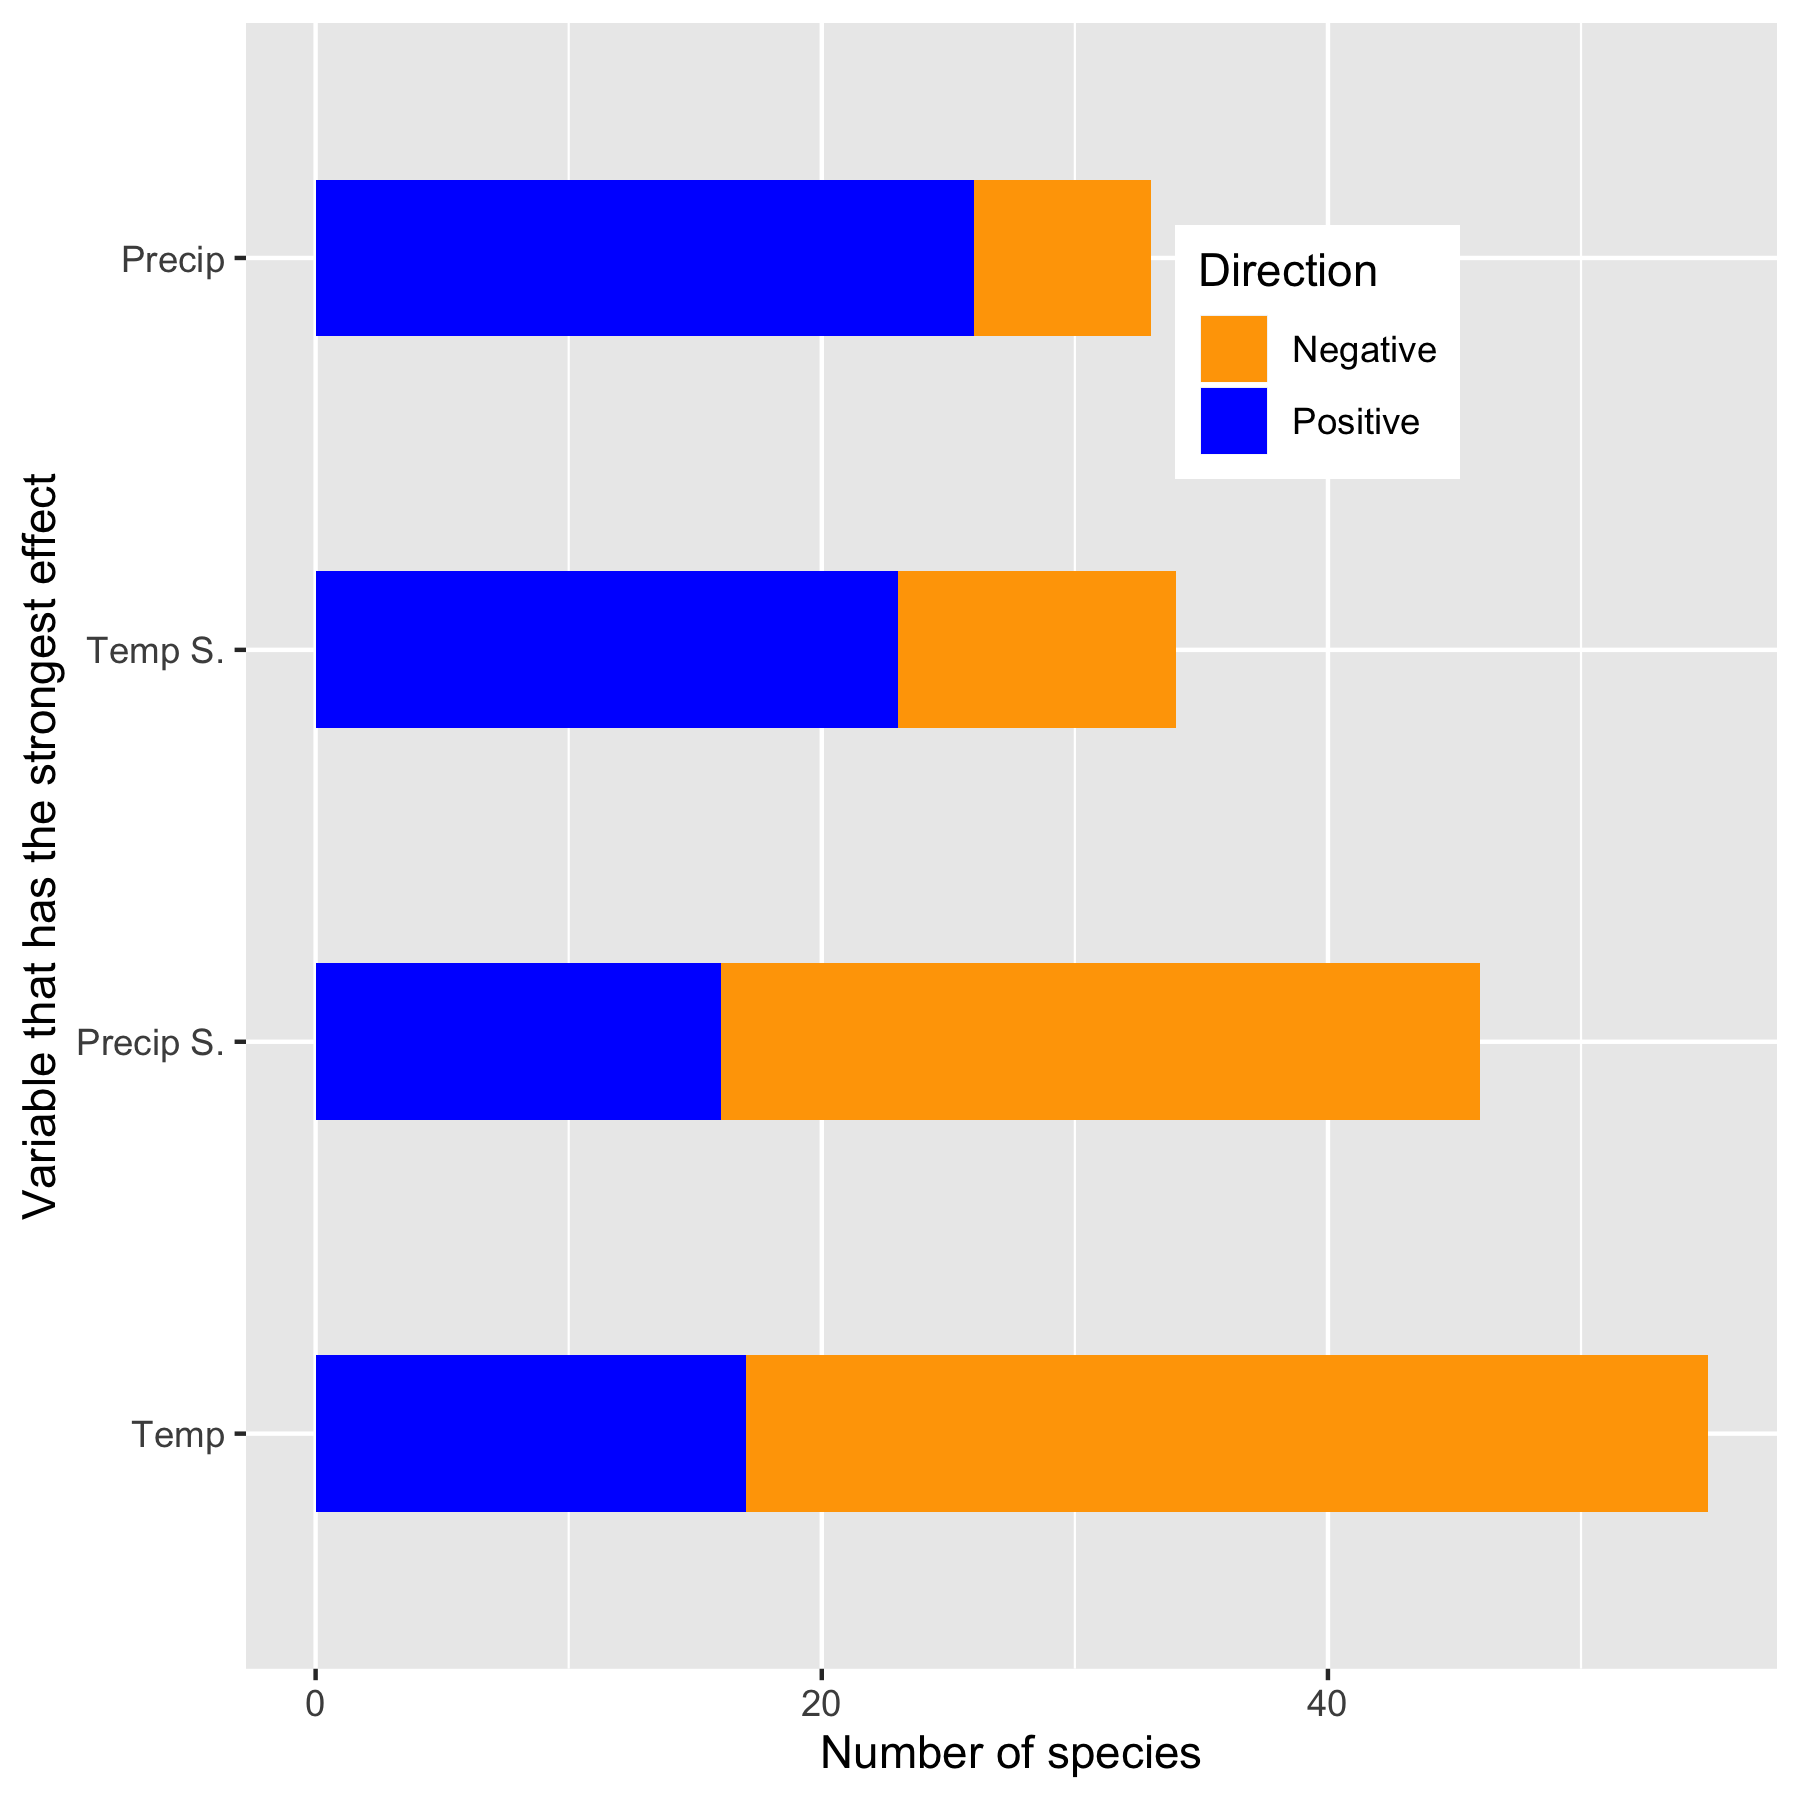 Variable that has the strongest effect
Precip
Temp S.
Precip S.
Temp
Direction
Negative
Positive
0 20 40
Number of species